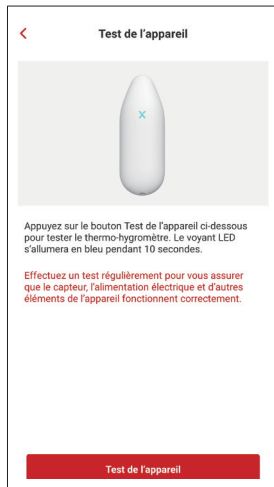 Test de l'appareil
Appuyez sur le bouton Test de l'appareil ci-dessous
pour tester le thermo-hygromètre. Le voyant LED
s'allumera en bleu pendant 10 secondes.
Effectuez un test régulièrement pour vous assurer
que le capteur, l'alimentation électrique et d'autres
éléments de l'appareil fonctionnent correctement.
Test de l'appareil